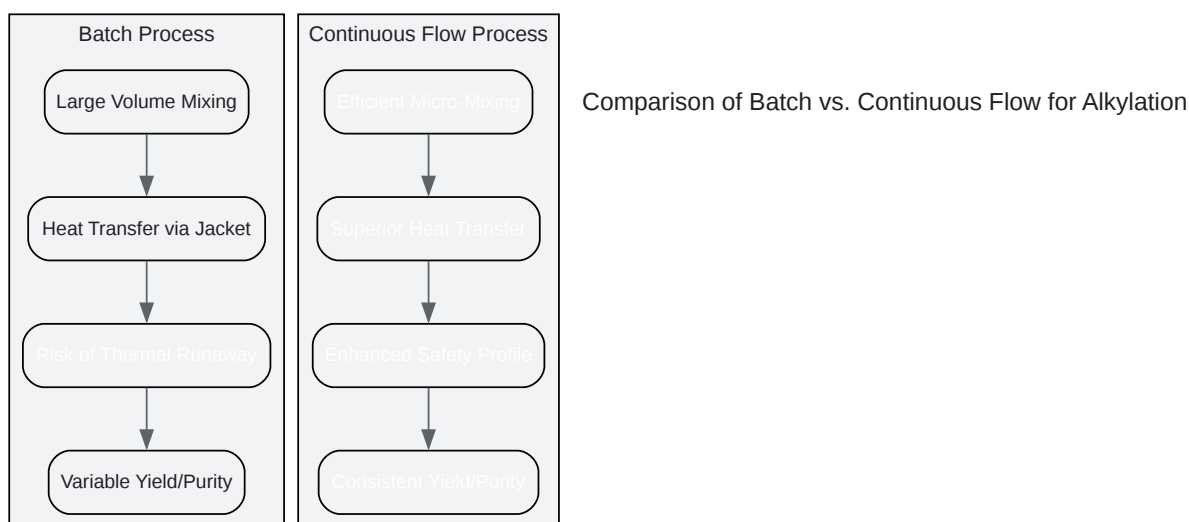 Batch Process
Large Volume Mixing
Heat Transfer via Jacket
Risk of Thermal Runaway
Variable Yield/Purity
Continuous Flow Process
Efficient Micro-Mixing
Superior Heat Transfer
Enhanced Safety Profile
Consistent Yield/Purity
Comparison of Batch vs. Continuous Flow for Alkylation